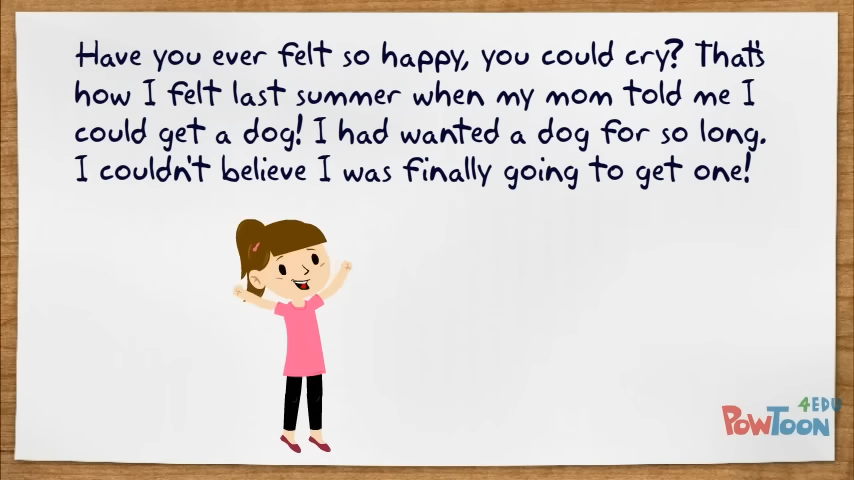 Have you ever felt so happy, you could cry? That's
how I felt last summer when my mom told me I
could get a dog! I had wanted a dog for so long.
I couldn't believe I was finally going to get one!
4EDU
POWTOON